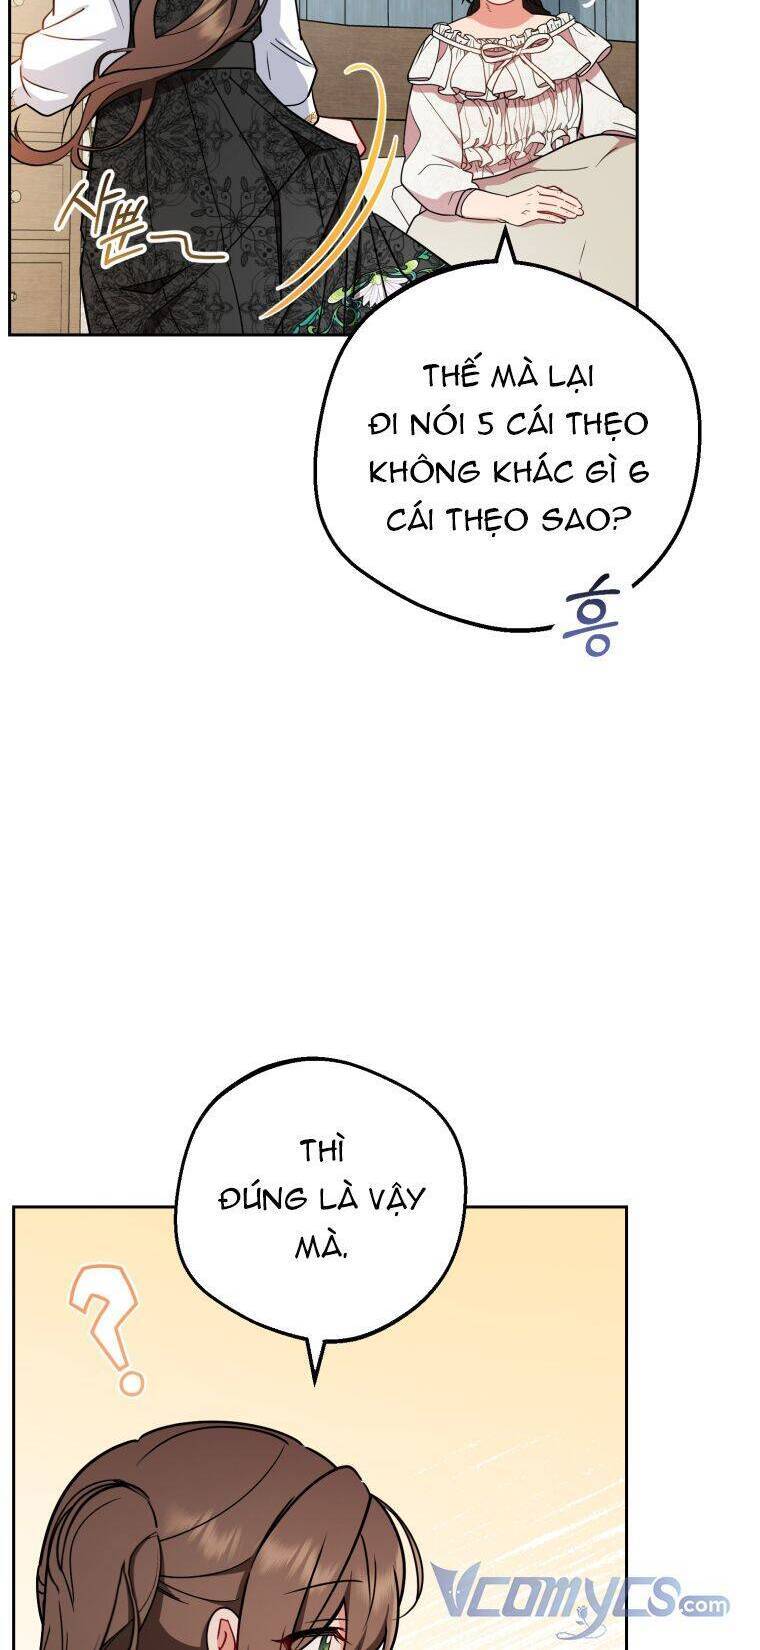 사뿐~
THẾ MÀ LẠI
ĐI NÓI 5 CÁI THẸO
KHÔNG KHÁC GÌ 6
CÁI THẸO SAO?
흥
THÌ
ĐÚNG LÀ VẬY
MÀ.
?
VCOMYCS.com